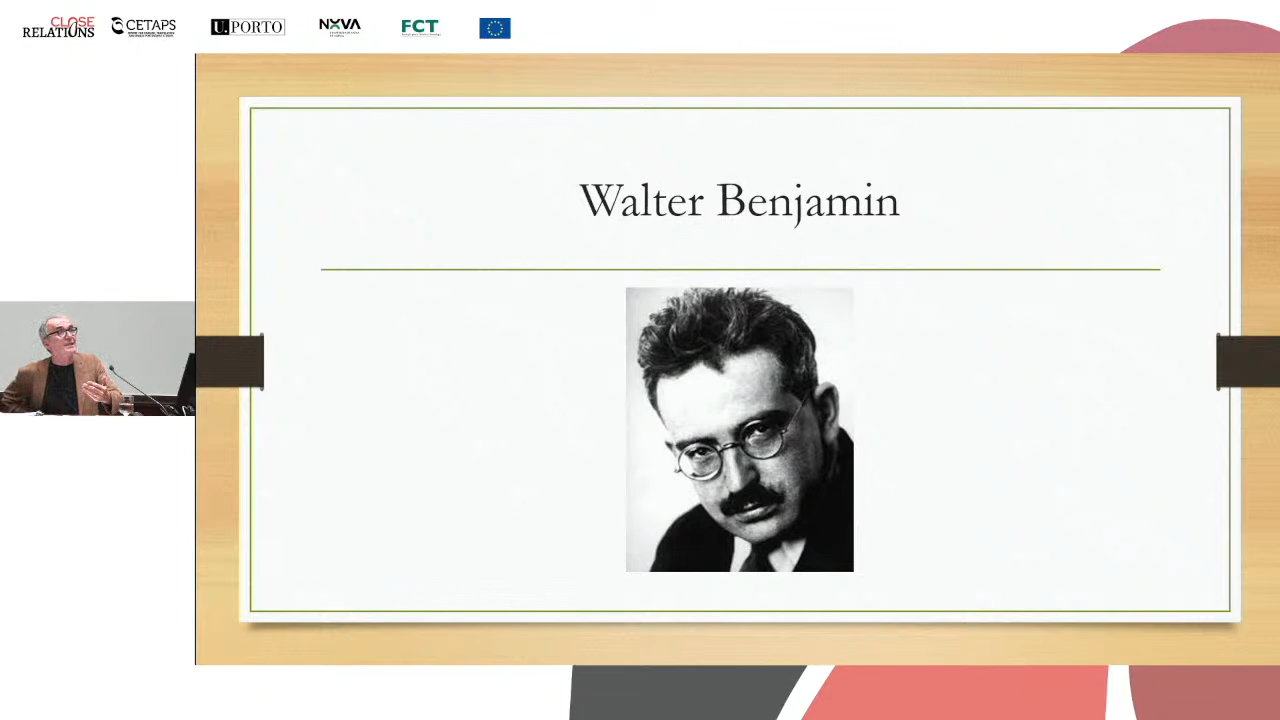 CLOSE
RELATIONS
CETAPS
U.PORTO
NOVA
FCT
Walter Benjamin